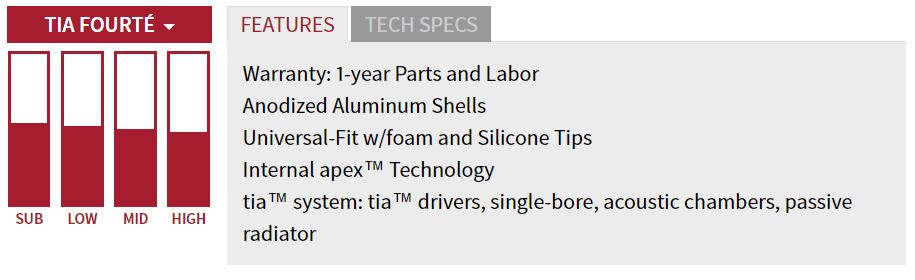 TIA FOURTÉ
FEATURES
TECH SPECS
Warranty: 1-year Parts and Labor
Anodized Aluminum Shells
Universal-Fit w/foam and Silicone Tips
Internal apex™ Technology
tia™ system: tia™ drivers, single-bore, acoustic chambers, passive
radiator
SUB
LOW
MID
HIGH